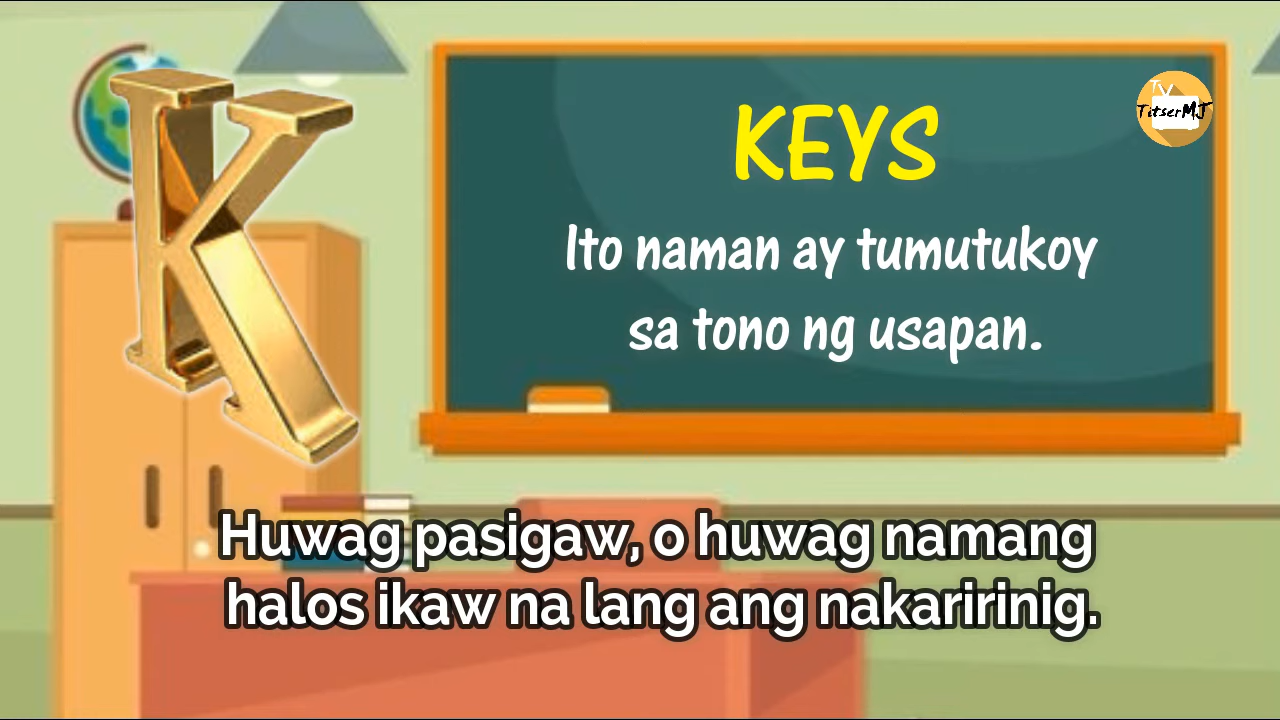 K
KEYS
TV
TitserMJ
Ito naman ay tumutukoy
sa tono ng usapan.
Huwag pasigaw, o huwag namang
halos ikaw na lang ang nakaririnig.